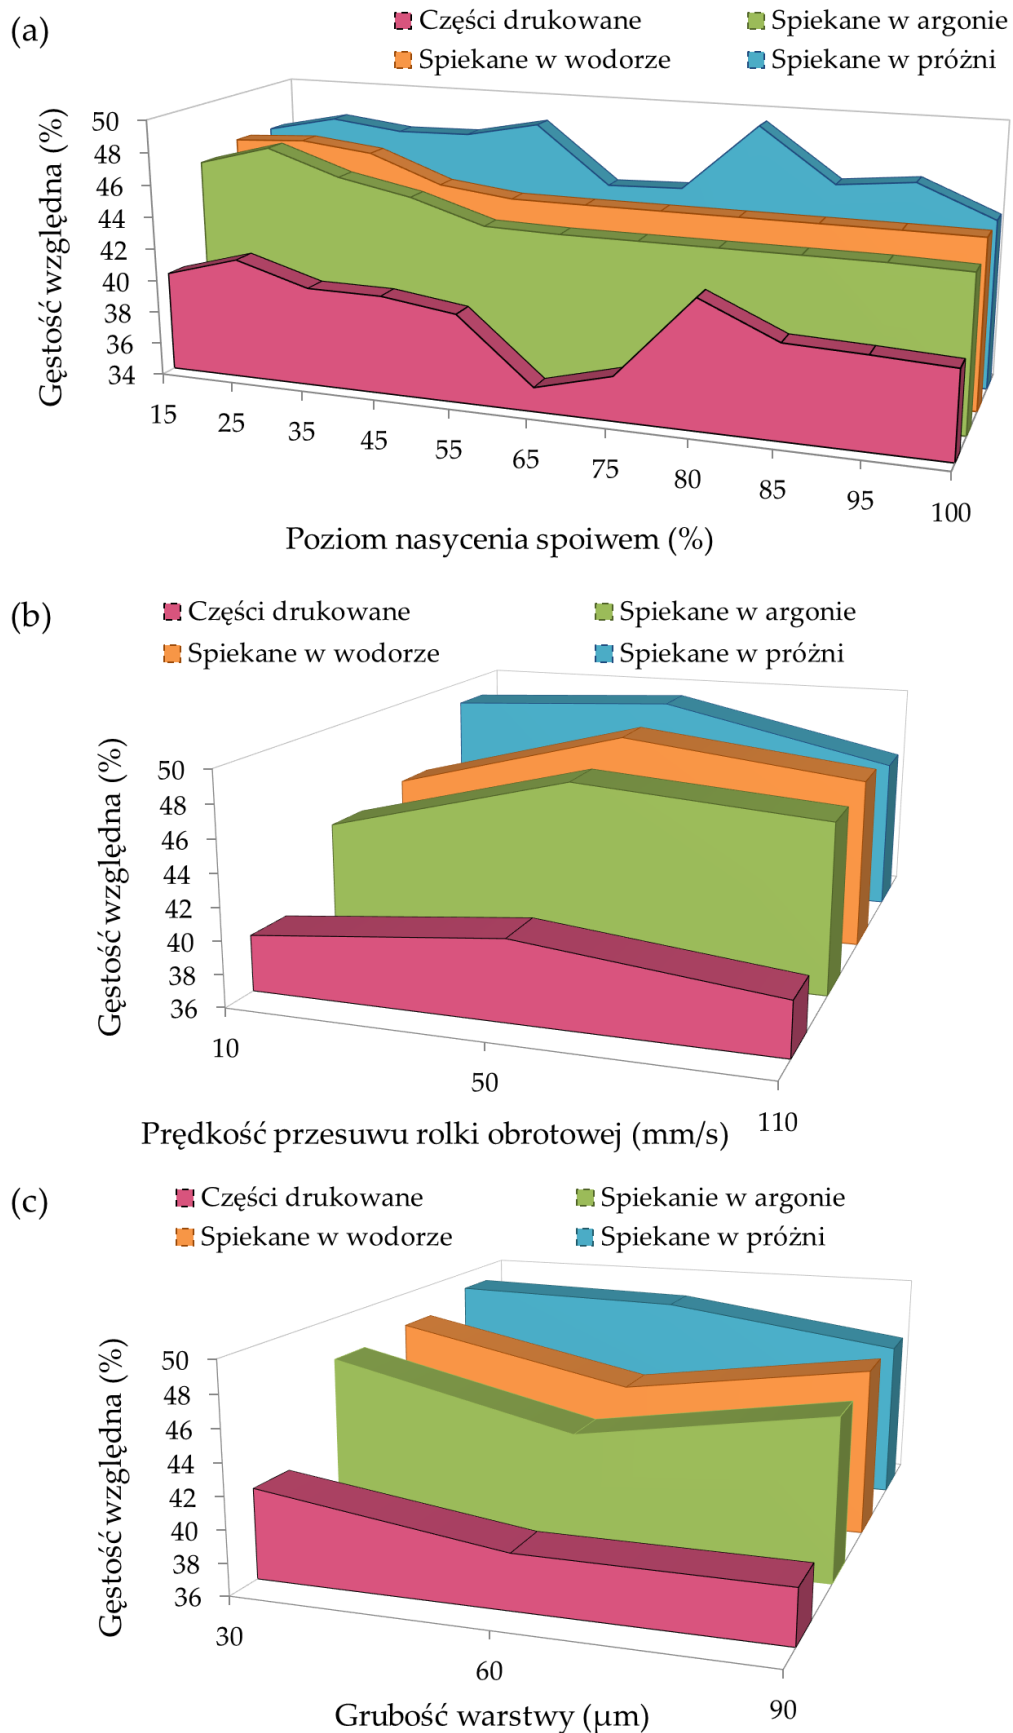 (a)
Części drukowane
Spiekane w argonie
Spiekane w wodorze
Spiekane w próżni
Gęstość względna (%)
50
48
46
44
42
40
38
36
34
15
25
35
45
55
65
75
80
85
95
100
Poziom nasycenia spoiwem (%)
(b)
Części drukowane
Spiekane w argonie
Spiekane w wodorze
Spiekane w próżni
Gęstość względna (%)
50
48
46
44
42
40
38
36
10
50
110
Prędkość przesuwu rolki obrotowej (mm/s)
(c)
Części drukowane
Spiekanie w argonie
Spiekane w wodorze
Spiekane w próżni
Gęstość względna (%)
50
48
46
44
42
40
38
36
30
60
90
Grubość warstwy (μm)